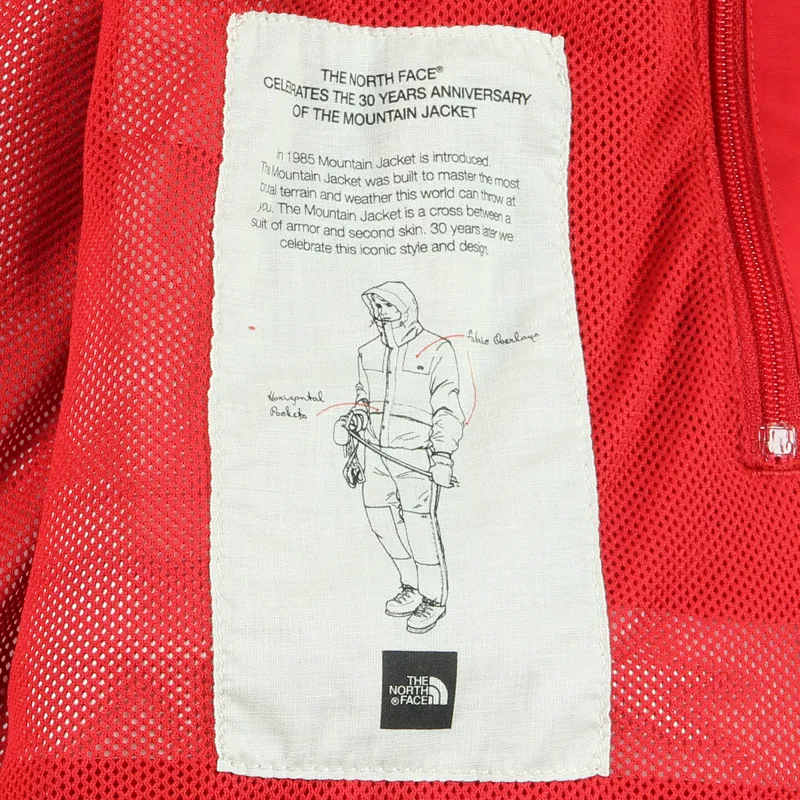 THE NORTH FACE®
CELEBRATES THE 30 YEARS ANNIVERSARY
OF THE MOUNTAIN JACKET
In 1985 Mountain Jacket is introduced.
The Mountain Jacket was built to master the most
brutal terrain and weather this world can throw at
you. The Mountain Jacket is a cross between a
suit of armor and second skin. 30 years later we
celebrate this iconic style and design.
Fabric Overlays
Horizontal
Pockets
THE
NORTH
®FACE